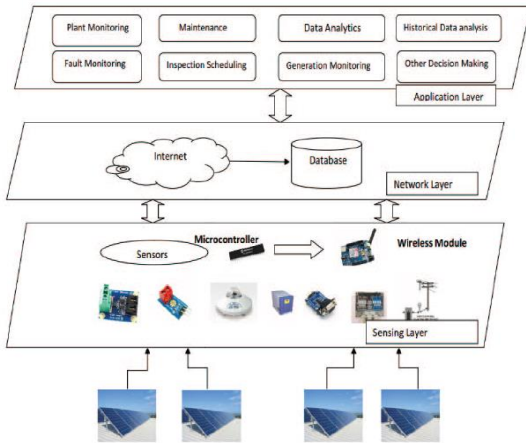 Plant Monitoring
Maintenance
Data Analytics
Historical Data analysis
Fault Monitoring
Inspection Scheduling
Generation Monitoring
Other Decision Making
Application Layer
Internet
Database
Network Layer
Microcontroller
Wireless Module
Sensors
Sensing Layer